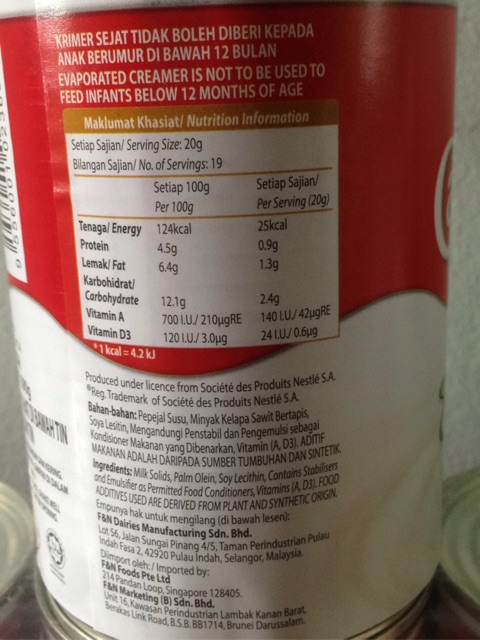 KRIMER SEJAT TIDAK BOLEH DIBERI KEPADA
ANAK BERUMUR DI BAWAH 12 BULAN
EVAPORATED CREAMER IS NOT TO BE USED TO
FEED INFANTS BELOW 12 MONTHS OF AGE
Maklumat Khasiat/ Nutrition Information
Setiap Sajian/ Serving Size: 20g
Bilangan Sajian/ No. of Servings: 19
Setiap 100g Setiap Sajian/
Per 100g Per Serving (20g)
Tenaga/ Energy 124kcal 25kcal
Protein 4.5g 0.9g
Lemak/ Fat 6.4g 1.3g
Karbohidrat/
Carbohydrate 12.1g 2.4g
Vitamin A 700 I.U./ 210µgRE 140 I.U./ 42µgRE
Vitamin D3 120 I.U./ 3.0µg 24 I.U./ 0.6µg
*1 kcal = 4.2 kJ
Produced under licence from Société des Produits Nestlé S.A.
®Reg. Trademark of Société des Produits Nestlé S.A.
Bahan-bahan: Pepejal Susu, Minyak Kelapa Sawit Bertapis,
Soya Lesitin, Mengandungi Penstabil dan Pengemulsi sebagai
Kondisioner Makanan yang Dibenarkan, Vitamin (A, D3). ADITIF
MAKANAN ADALAH DARIPADA SUMBER TUMBUHAN DAN SINTETIK.
Ingredients: Milk Solids, Palm Olein, Soy Lecithin, Contains Stabilisers
and Emulsifier as Permitted Food Conditioners, Vitamins (A, D3). FOOD
ADDITIVES USED ARE DERIVED FROM PLANT AND SYNTHETIC ORIGIN.
Empunya hak untuk mengilang (di bawah lesen):
F&N Dairies Manufacturing Sdn. Bhd.
Lot 56, Jalan Sungai Pinang 4/5, Taman Perindustrian Pulau
Indah Fasa 2, 42920 Pulau Indah, Selangor, Malaysia.
Diimport oleh: / Imported by:
F&N Foods Pte Ltd
214 Pandan Loop, Singapore 128405.
F&N Marketing (B) Sdn. Bhd.
Unit 16, Kawasan Perindustrian Lambak Kanan Barat,
Berakas Link Road, B.S.B. BB1714, Brunei Darussalam.
DI BAWAH TIN